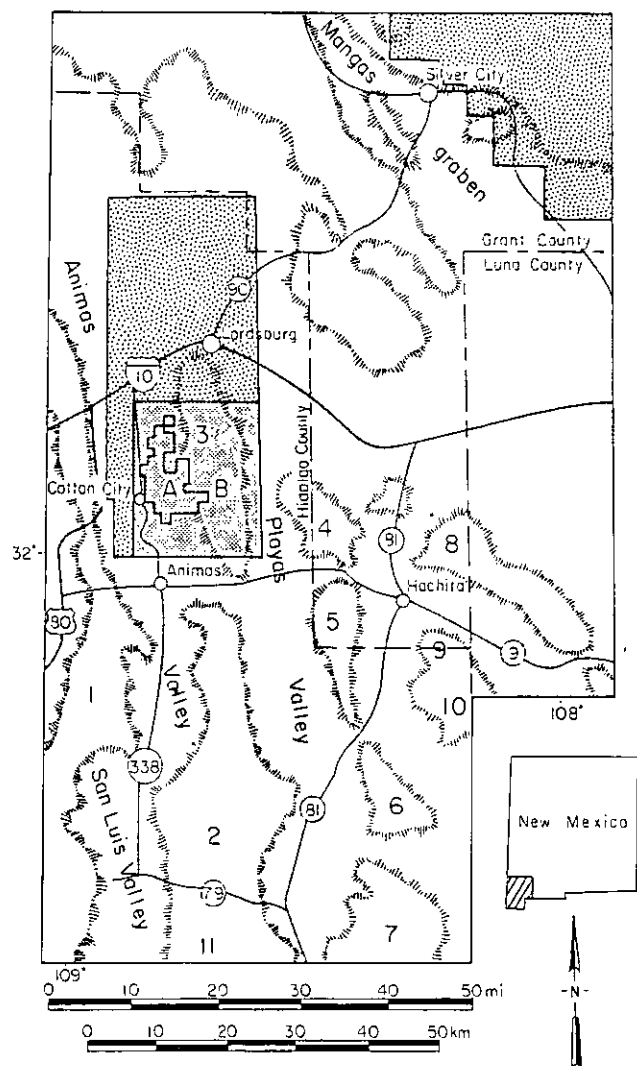 Mangas
Silver City
graben
Grant County
Luna County
Animas
90
Lordsburg
10
Hidalgo County
3
A
B
Cotton City
Playas
4
81
8
32°
Animas
Hachita
80
5
9
9
1
Valley
Valley
10
108°
338
San Luis Valley
2
81
6
New Mexico
179
11
7
109°
0 10 20 30 40 50 mi
0 10 20 30 40 50 km
-N-